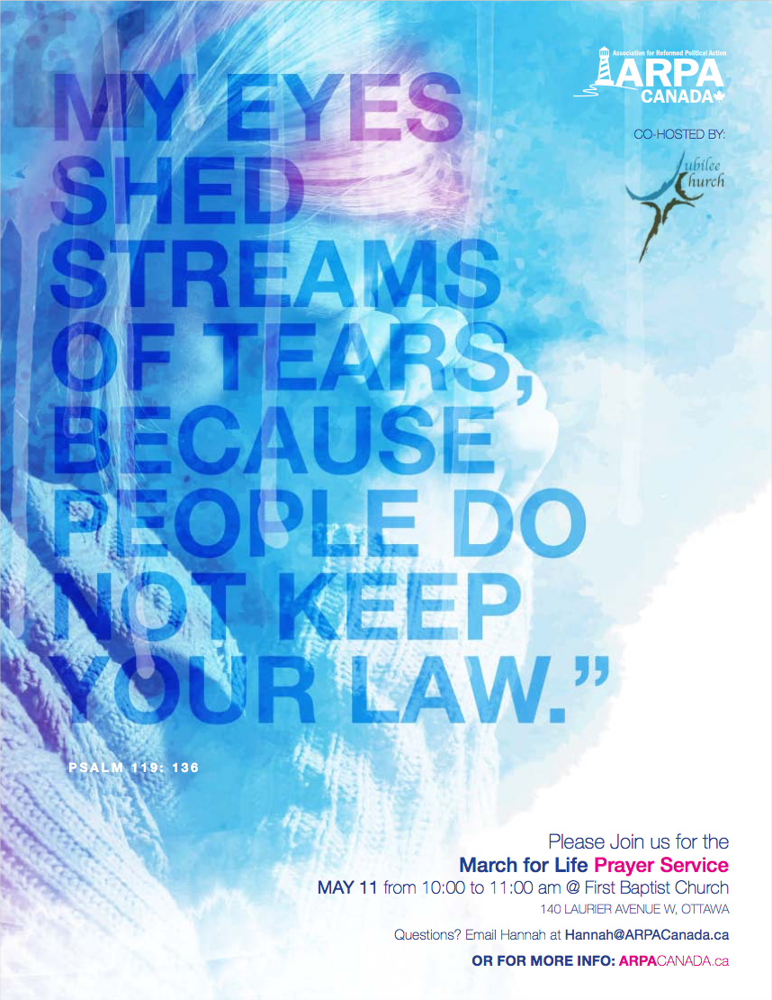 “
MY EYES
SHED
STREAMS
OF TEARS,
BECAUSE
PEOPLE DO
NOT KEEP
YOUR LAW.”
PSALM 119: 136
Association for Reformed Political Action
ARPA
CANADA
CO-HOSTED BY:
Jubilee
Church
Please Join us for the
March for Life Prayer Service
MAY 11 from 10:00 to 11:00 am @ First Baptist Church
140 LAURIER AVENUE W, OTTAWA
Questions? Email Hannah at Hannah@ARPACanada.ca
OR FOR MORE INFO: ARPACANADA.ca